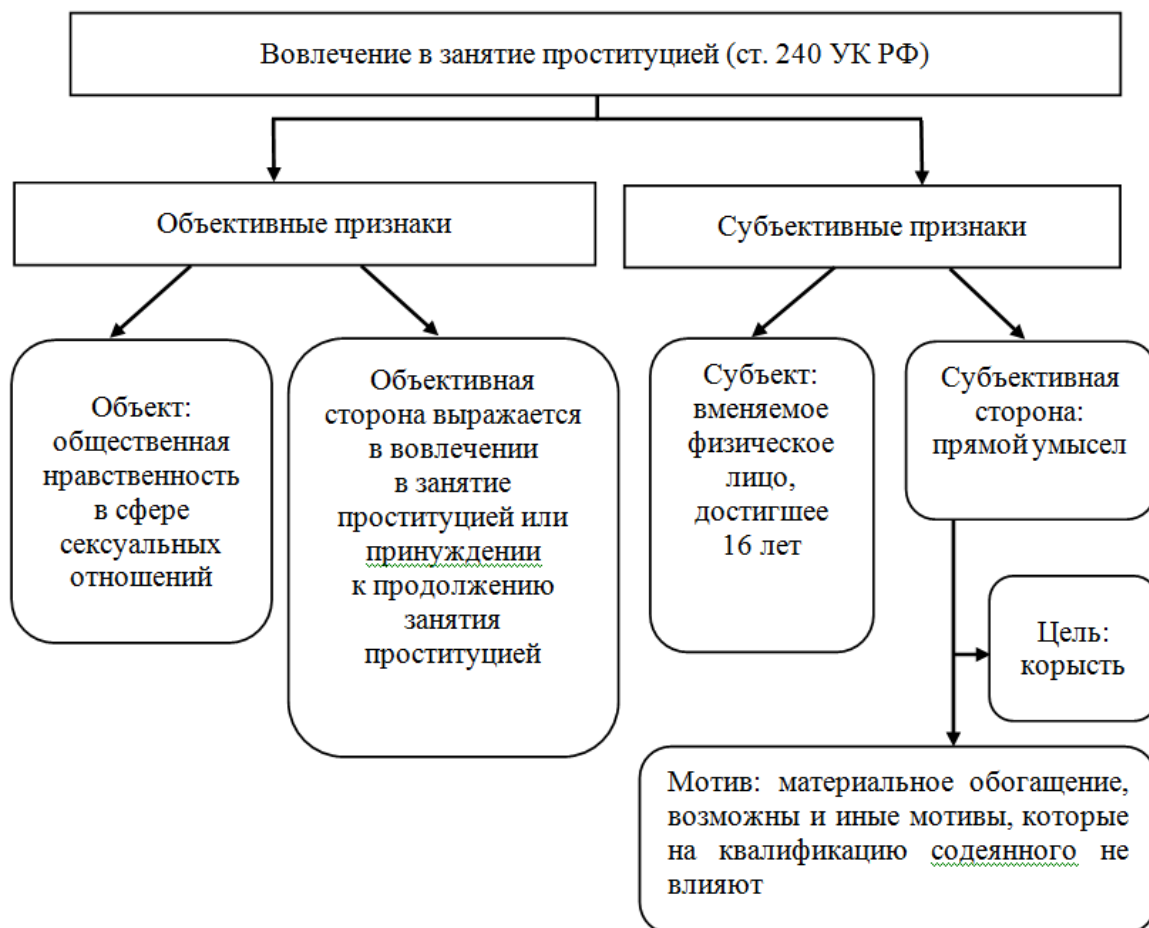 Вовлечение в занятие проституцией (ст. 240 УК РФ)
Объективные признаки
Субъективные признаки
Объект:
общественная
нравственность
в сфере
сексуальных
отношений
Объективная
сторона выражается
в вовлечении
в занятие
проституцией или
принуждении
к продолжению
занятия
проституцией
Субъект:
вменяемое
физическое
лицо,
достигшее
16 лет
Субъективная
сторона:
прямой умысел
Цель:
корысть
Мотив: материальное обогащение,
возможны и иные мотивы, которые
на квалификацию содеянного не
влияют